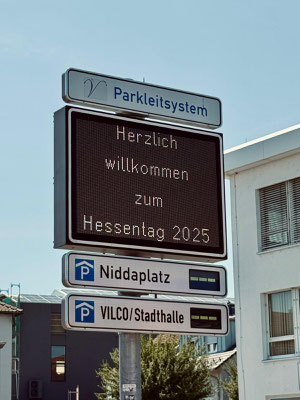 Parkleitsystem
Herzlich
willkommen
zum
Hessentag 2025
P Niddaplatz
P VILCO/Stadthalle